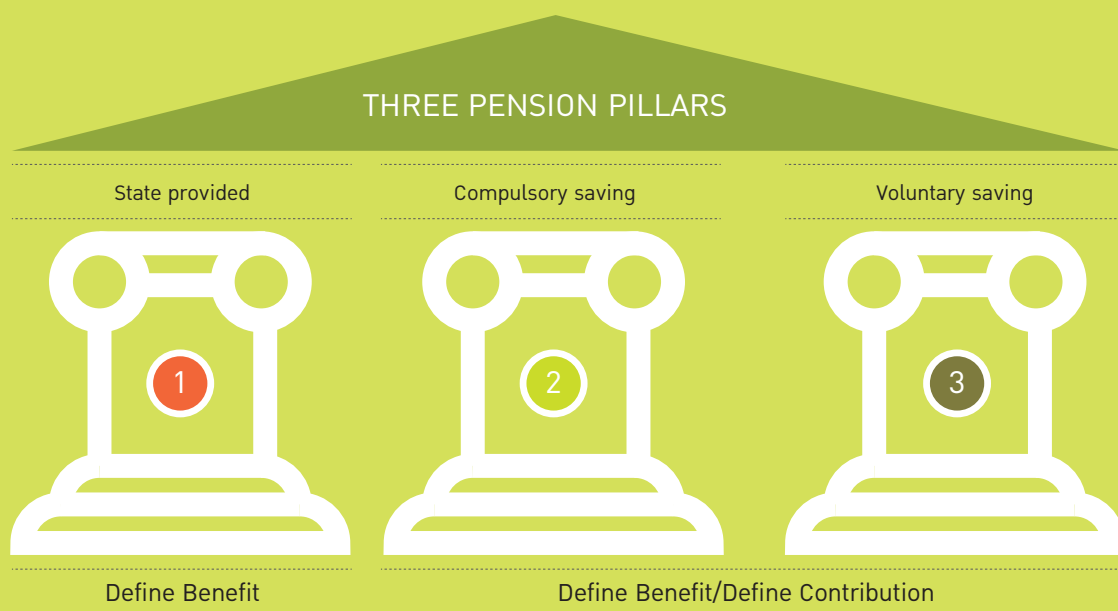 THREE PENSION PILLARS
State provided
Compulsory saving
Voluntary saving
1
2
3
Define Benefit
Define Benefit/Define Contribution